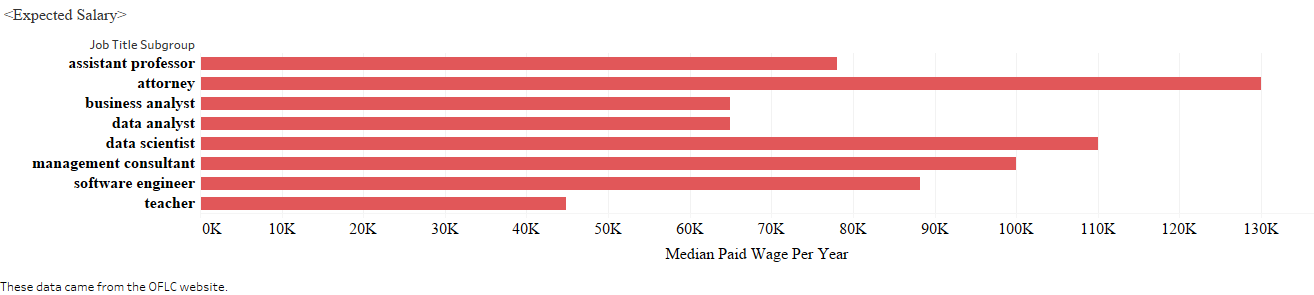 <Expected Salary>
Job Title Subgroup
assistant professor
attorney
business analyst
data analyst
data scientist
management consultant
software engineer
teacher
0K 10K 20K 30K 40K 50K 60K 70K 80K 90K 100K 110K 120K 130K
Median Paid Wage Per Year
These data came from the OFLC website.